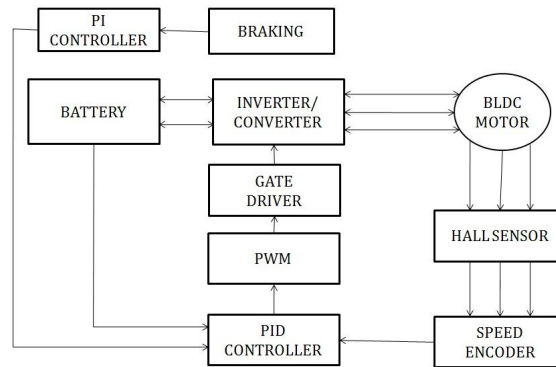 PI
CONTROLLER
BRAKING
BATTERY
INVERTER/
CONVERTER
BLDC
MOTOR
GATE
DRIVER
HALL SENSOR
PWM
PID
CONTROLLER
SPEED
ENCODER